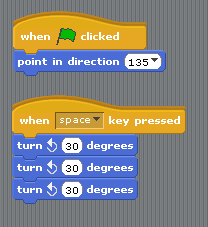 when clicked
point in direction 135
when space key pressed
turn 30 degrees
turn 30 degrees
turn 30 degrees